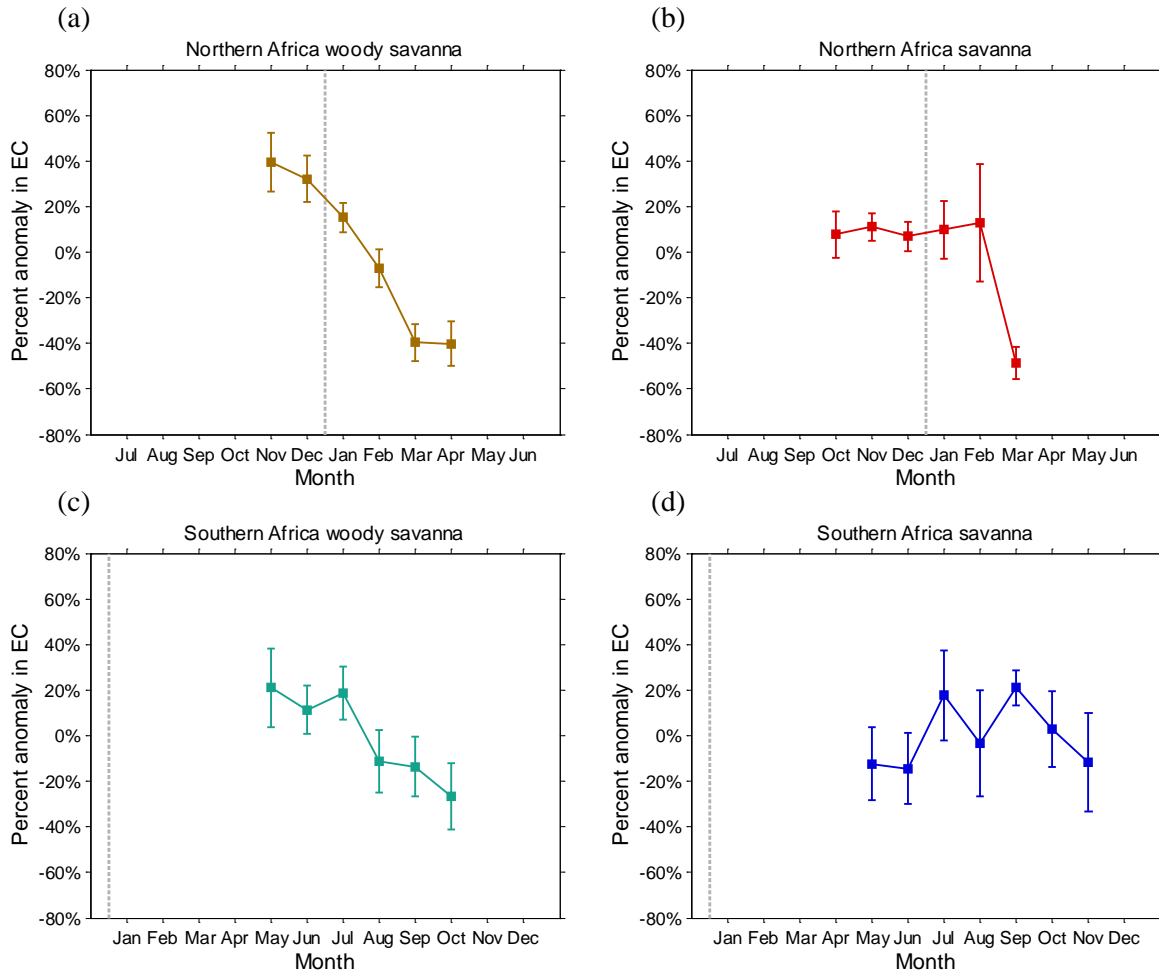 (a)
Northern Africa woody savanna
80%
60%
40%
20%
0%
-20%
-40%
-60%
-80%
Percent anomaly in EC
Jul Aug Sep Oct Nov Dec Jan Feb Mar Apr May Jun
Month
(b)
Northern Africa savanna
80%
60%
40%
20%
0%
-20%
-40%
-60%
-80%
Percent anomaly in EC
Jul Aug Sep Oct Nov Dec Jan Feb Mar Apr May Jun
Month
(c)
Southern Africa woody savanna
80%
60%
40%
20%
0%
-20%
-40%
-60%
-80%
Percent anomaly in EC
Jan Feb Mar Apr May Jun Jul Aug Sep Oct Nov Dec
Month
(d)
Southern Africa savanna
80%
60%
40%
20%
0%
-20%
-40%
-60%
-80%
Percent anomaly in EC
Jan Feb Mar Apr May Jun Jul Aug Sep Oct Nov Dec
Month